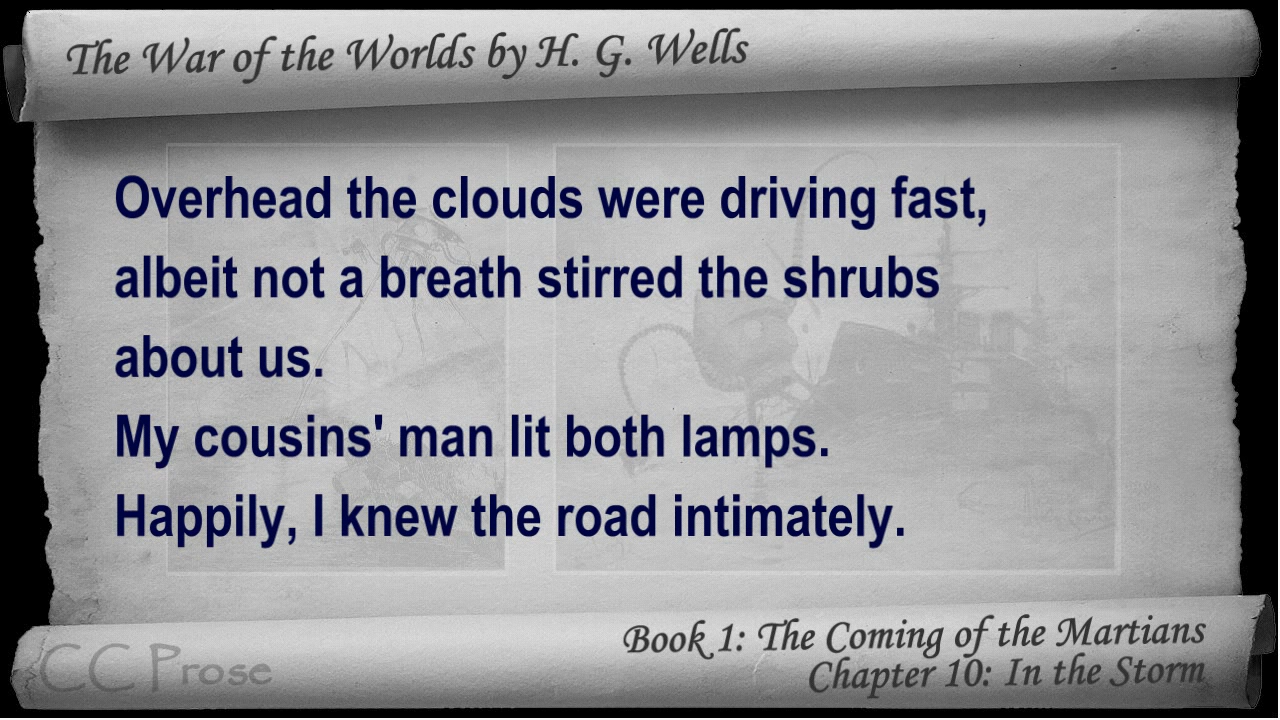 The War of the Worlds by H. G. Wells
Overhead the clouds were driving fast,
albeit not a breath stirred the shrubs
about us.
My cousins' man lit both lamps.
Happily, I knew the road intimately.
Book 1: The Coming of the Martians
Chapter 10: In the Storm
CC Prose